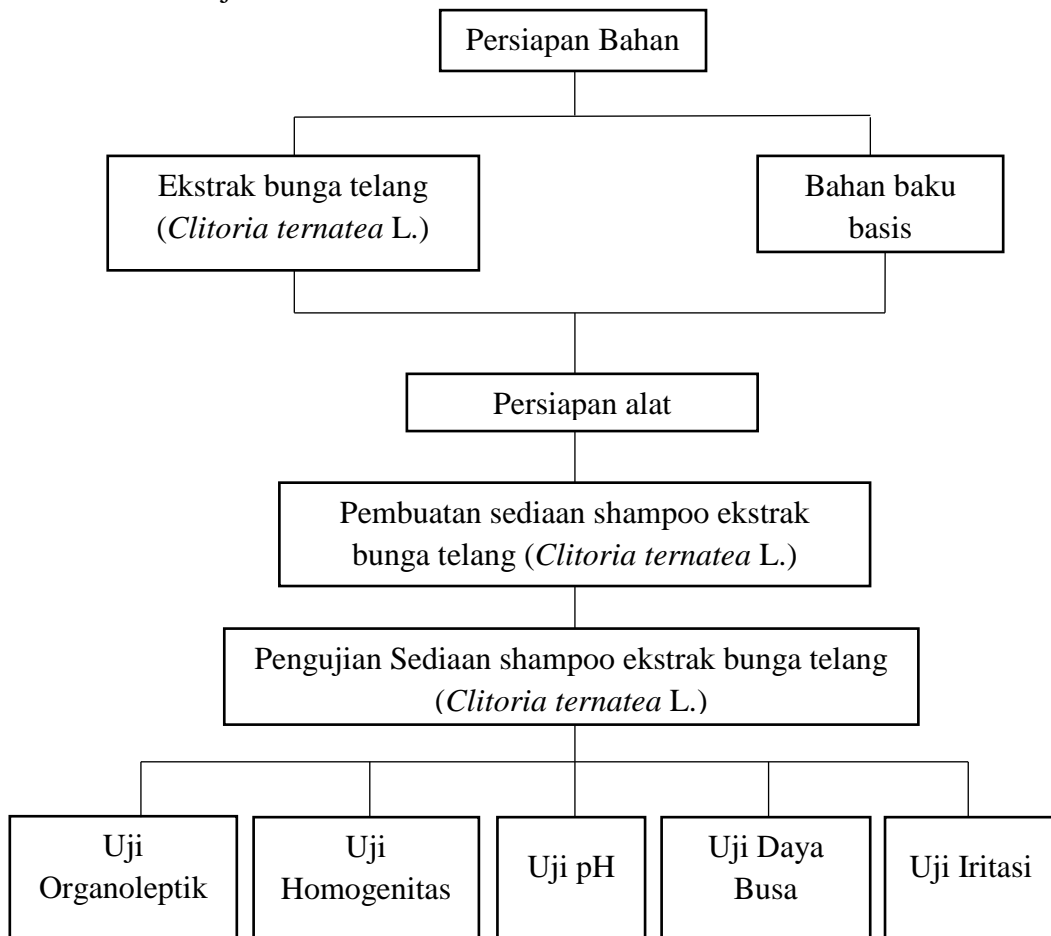 Persiapan Bahan
Ekstrak bunga telang
(Clitoria ternatea L.)
Bahan baku
basis
Persiapan alat
Pembuatan sediaan shampoo ekstrak
bunga telang (Clitoria ternatea L.)
Pengujian Sediaan shampoo ekstrak bunga telang
(Clitoria ternatea L.)
Uji
Organoleptik
Uji
Homogenitas
Uji pH
Uji Daya
Busa
Uji Iritasi